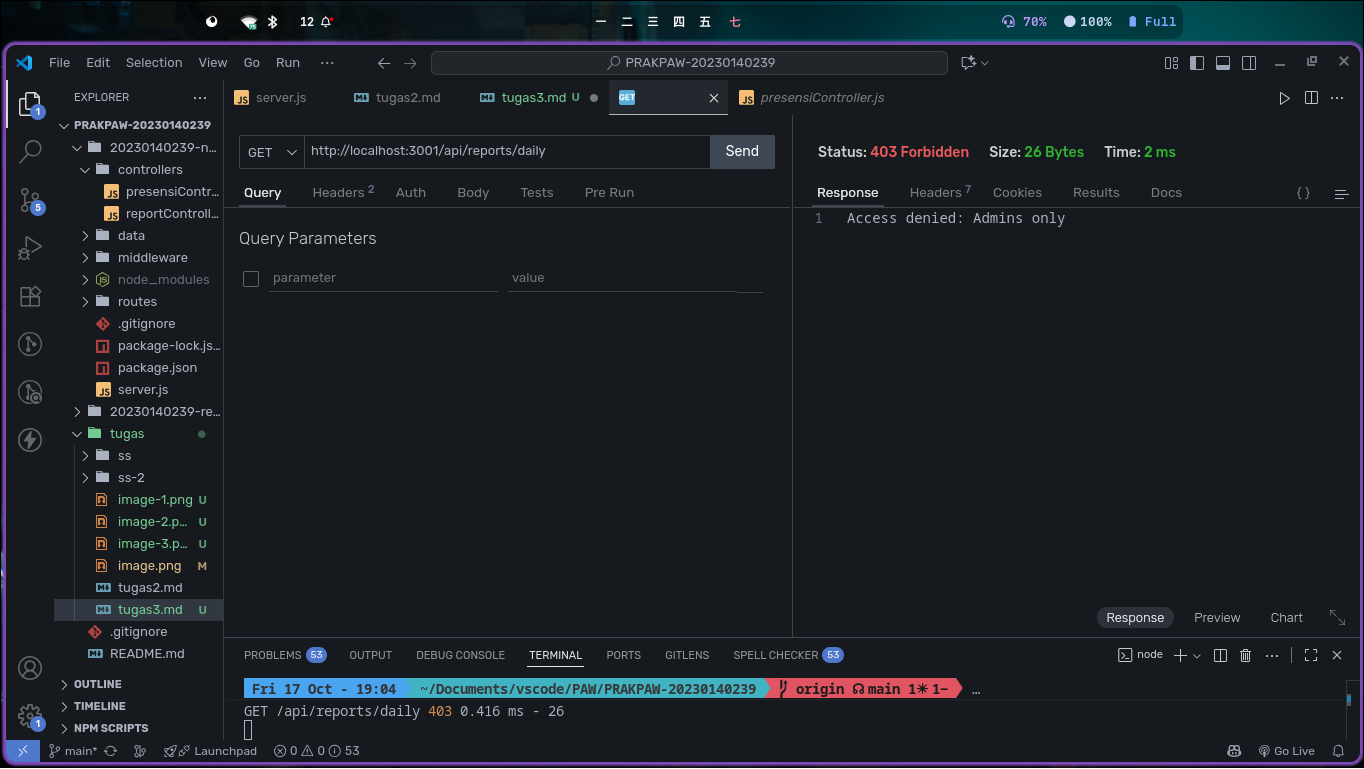 12
一 二 三 四 五 七
70% 100% Full
File Edit Selection View Go Run ··· PRAKPAW-20230140239
EXPLORER ···
server.js tugas2.md tugas3.md U GET presensiController.js ···
PRAKPAW-20230140239
20230140239-n...
controllers
presensiContr...
reportControll...
data
middleware
node_modules
routes
.gitignore
package-lock.js...
package.json
server.js
20230140239-re...
tugas
ss
ss-2
image-1.png U
image-2.p... U
image-3.p... U
image.png M
tugas2.md
tugas3.md U
.gitignore
README.md
OUTLINE
TIMELINE
NPM SCRIPTS
1
5
1
GET http://localhost:3001/api/reports/daily Send
Query Headers 2 Auth Body Tests Pre Run
Query Parameters
parameter value
Status: 403 Forbidden Size: 26 Bytes Time: 2 ms
Response Headers 7 Cookies Results Docs {}
1 Access denied: Admins only
Response Preview Chart
PROBLEMS 53 OUTPUT DEBUG CONSOLE TERMINAL PORTS GITLENS SPELL CHECKER 53 node ···
Fri 17 Oct - 19:04 ~/Documents/vscode/PAW/PRAKPAW-20230140239 origin main 1☀ 1− …
GET /api/reports/daily 403 0.416 ms - 26
main* Launchpad 0 0 53 Go Live